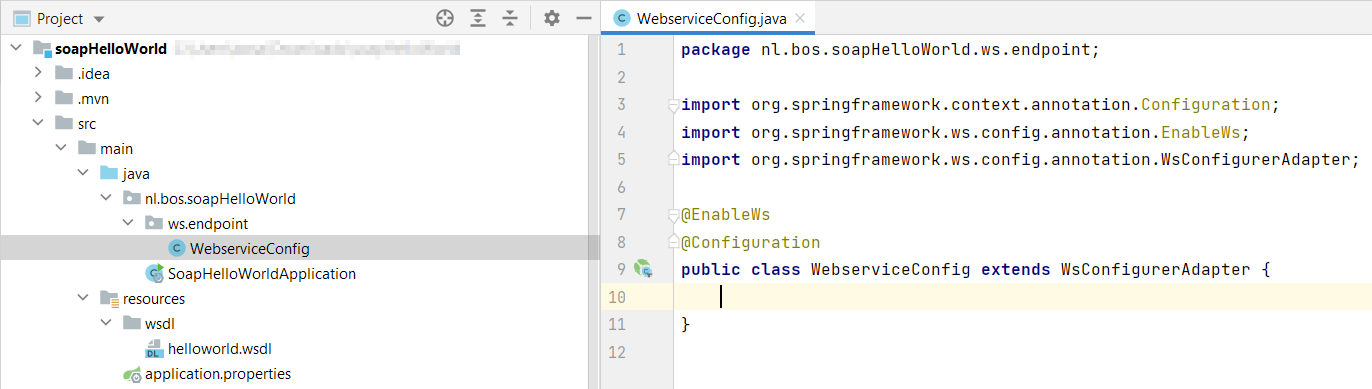 Project
soapHelloWorld
.idea
.mvn
src
main
java
nl.bos.soapHelloWorld
ws.endpoint
C WebserviceConfig
C SoapHelloWorldApplication
resources
wsdl
DL helloworld.wsdl
application.properties
C WebserviceConfig.java
1 package nl.bos.soapHelloWorld.ws.endpoint;
2
3 import org.springframework.context.annotation.Configuration;
4 import org.springframework.ws.config.annotation.EnableWs;
5 import org.springframework.ws.config.annotation.WsConfigurerAdapter;
6
7 @EnableWs
8 @Configuration
9 public class WebserviceConfig extends WsConfigurerAdapter {
10
11 }
12